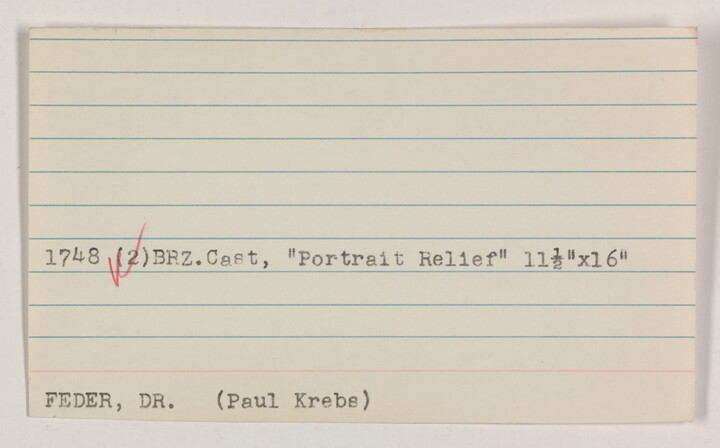 1748 (2)BRZ.Cast, "Portrait Relief" 11½"x16"
FEDER, DR. (Paul Krebs)